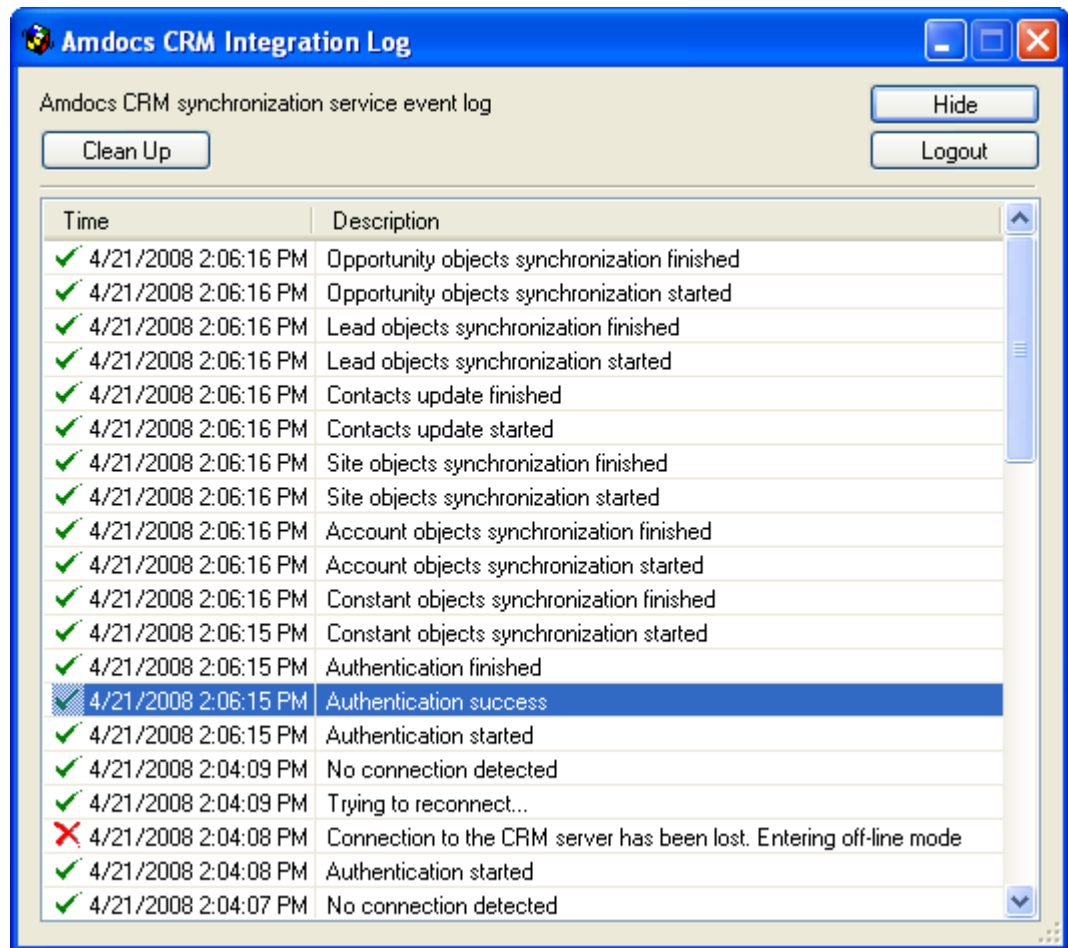 Amdocs CRM Integration Log
Amdocs CRM synchronization service event log
Hide
Clean Up
Logout
Time Description
4/21/2008 2:06:16 PM Opportunity objects synchronization finished
4/21/2008 2:06:16 PM Opportunity objects synchronization started
4/21/2008 2:06:16 PM Lead objects synchronization finished
4/21/2008 2:06:16 PM Lead objects synchronization started
4/21/2008 2:06:16 PM Contacts update finished
4/21/2008 2:06:16 PM Contacts update started
4/21/2008 2:06:16 PM Site objects synchronization finished
4/21/2008 2:06:16 PM Site objects synchronization started
4/21/2008 2:06:16 PM Account objects synchronization finished
4/21/2008 2:06:16 PM Account objects synchronization started
4/21/2008 2:06:16 PM Constant objects synchronization finished
4/21/2008 2:06:15 PM Constant objects synchronization started
4/21/2008 2:06:15 PM Authentication finished
4/21/2008 2:06:15 PM Authentication success
4/21/2008 2:06:15 PM Authentication started
4/21/2008 2:04:09 PM No connection detected
4/21/2008 2:04:09 PM Trying to reconnect...
4/21/2008 2:04:08 PM Connection to the CRM server has been lost. Entering off-line mode
4/21/2008 2:04:08 PM Authentication started
4/21/2008 2:04:07 PM No connection detected